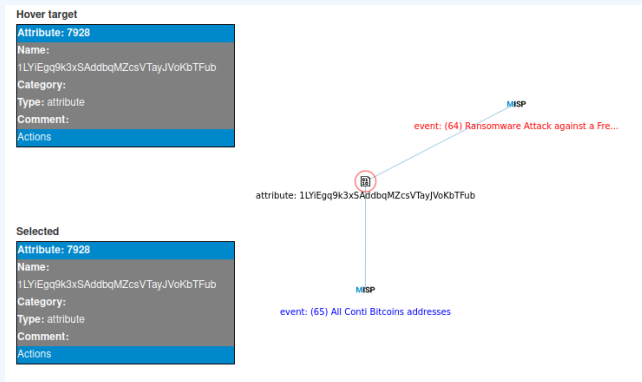 Hover target
Attribute: 7928
Name:
1LYiEgq9k3xSAddbqMZcsVTayJVoKbTFub
Category:
Type: attribute
Comment:
Actions
MISP
event: (64) Ransomware Attack against a Fre...
attribute: 1LYiEgq9k3xSAddbqMZcsVTayJVoKbTFub
Selected
Attribute: 7928
Name:
1LYiEgq9k3xSAddbqMZcsVTayJVoKbTFub
Category:
Type: attribute
Comment:
Actions
MISP
event: (65) All Conti Bitcoins addresses